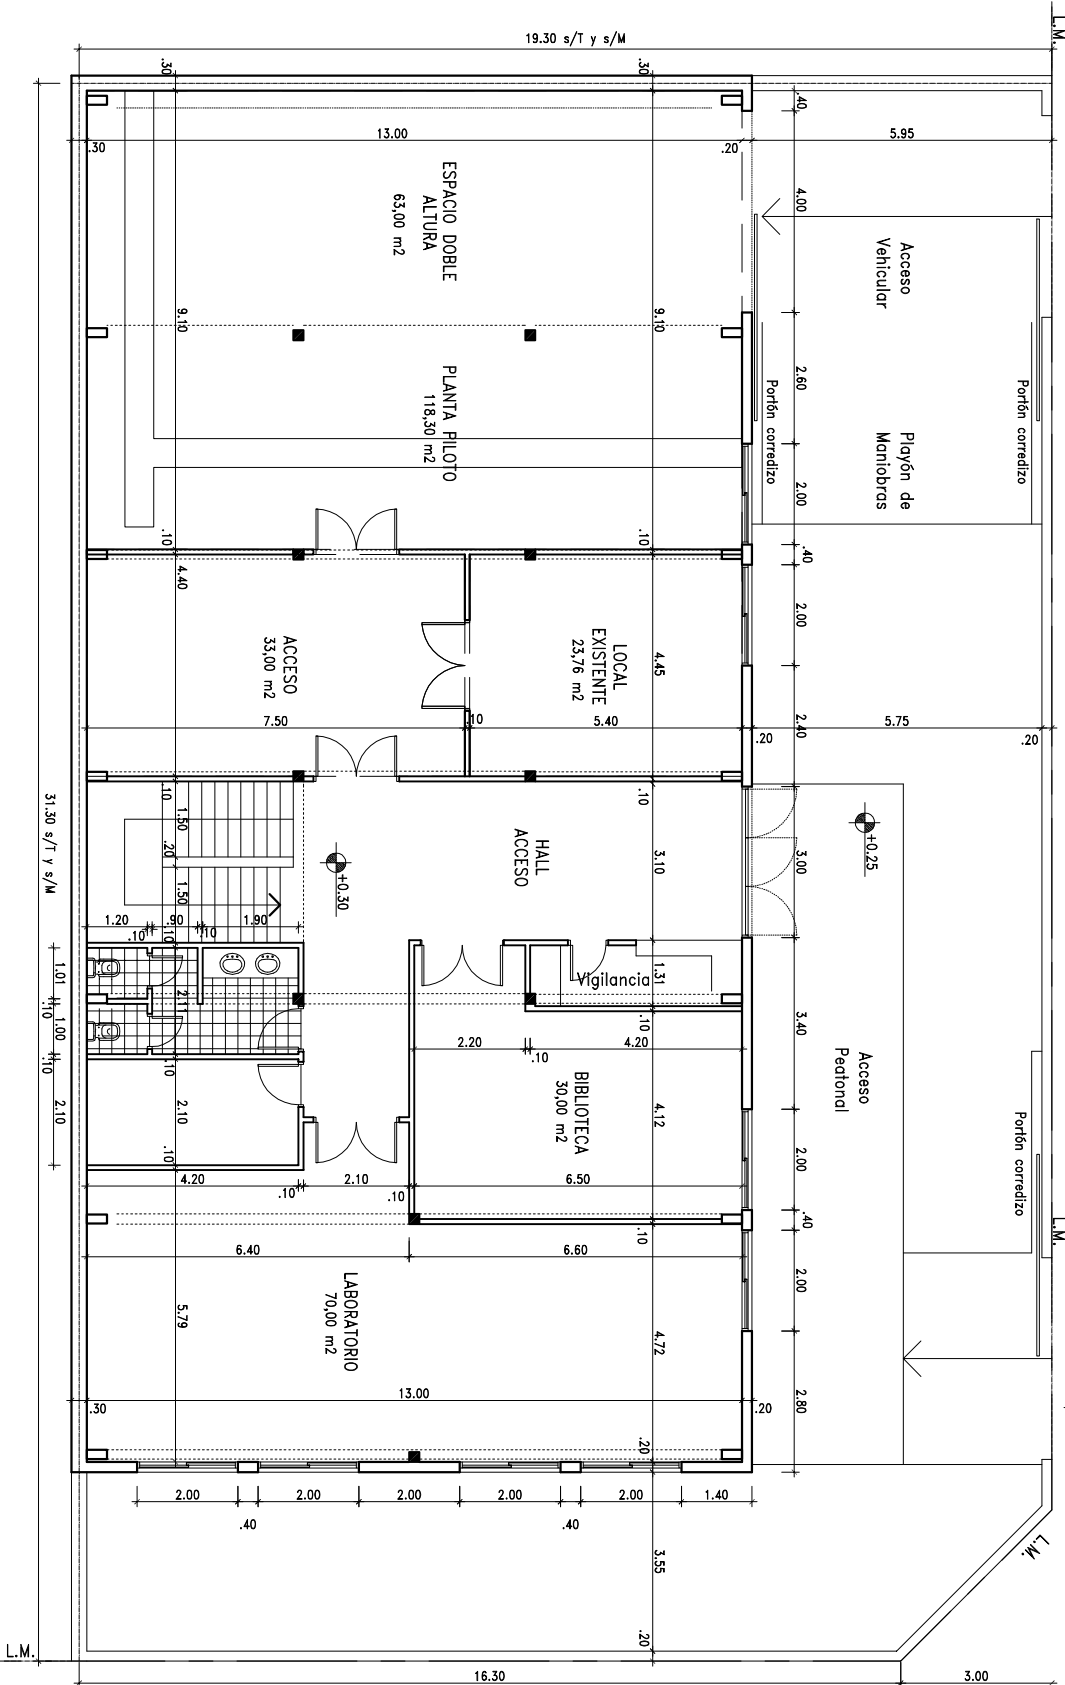 L.M.
19.30 s/T y s/M
.30
.30
.40
13.00
5.95
.30
.20
ESPACIO DOBLE
ALTURA
63,00 m2
4.00
Acceso
Vehicular
9.10
9.10
2.60
PLANTA PILOTO
118,30 m2
Portón corredizo
Portón corredizo
Playón de
Maniobras
2.00
.10
.10
.40
4.40
2.00
LOCAL
EXISTENTE
23,76 m2
ACCESO
33,00 m2
4.45
7.50
.10
5.40
2.40
5.75
.20
.20
31.30 s/T y s/M
.10
1.50
.20
1.50
.10
HALL
ACCESO
3.10
3.00
+0.25
+0.30
1.20
.90
1.90
.10
.10
.10
1.01
.10
1.00
.10
2.10
2.11
Vigilancia
1.31
.10
3.40
2.20
4.20
.10
Acceso
Peatonal
BIBLIOTECA
30,00 m2
4.12
.10
2.10
.10
2.00
Portón corredizo
4.20
2.10
6.50
.10
.10
.40
L.M.
.10
6.40
6.60
LABORATORIO
70,00 m2
5.79
4.72
2.00
13.00
2.80
.30
.20
.20
2.00
2.00
2.00
2.00
2.00
1.40
.40
.40
3.55
L.M.
.20
L.M.
16.30
3.00